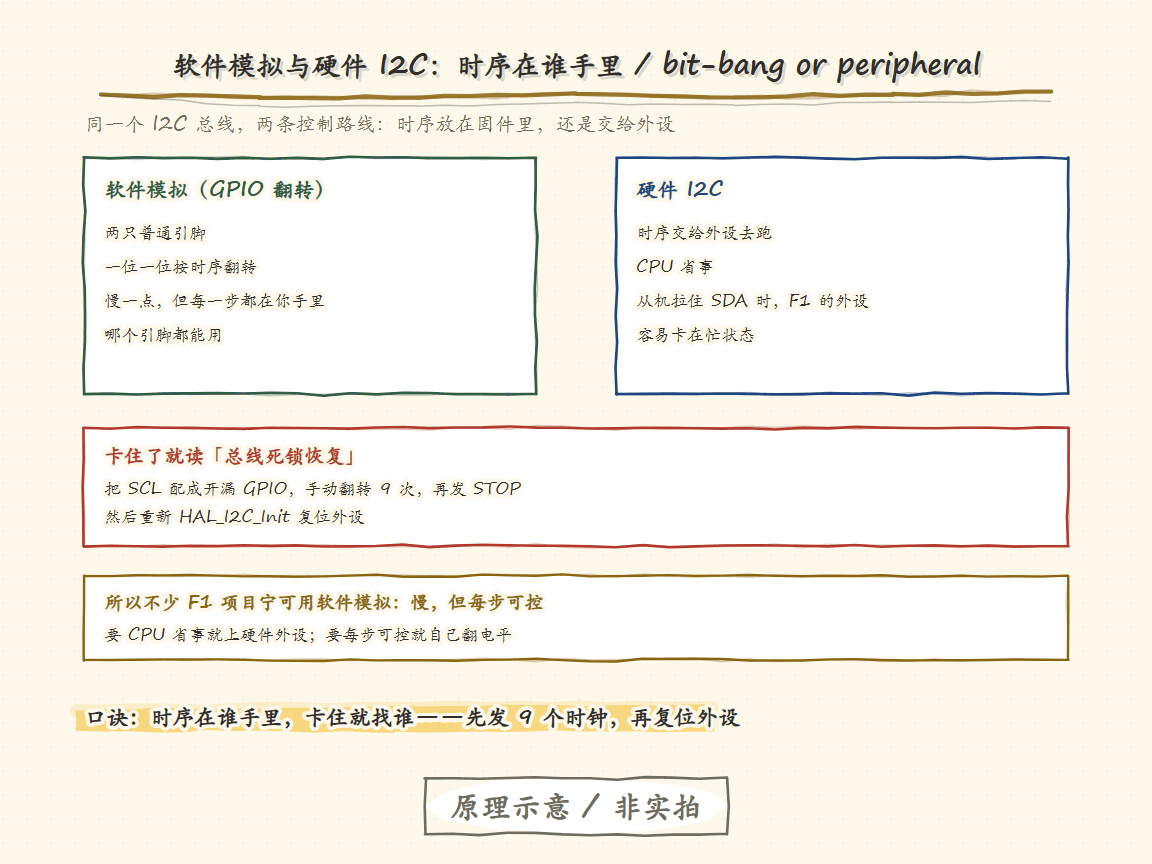 软件模拟与硬件 I2C：时序在谁手里 / bit-bang or peripheral
同一个 I2C 总线，两条控制路线：时序放在固件里，还是交给外设
软件模拟（GPIO 翻转）
两只普通引脚
一位一位按时序翻转
慢一点，但每一步都在你手里
哪个引脚都能用
硬件 I2C
时序交给外设去跑
CPU 省事
从机拉住 SDA 时，F1 的外设
容易卡在忙状态
卡住了就读「总线死锁恢复」
把 SCL 配成开漏 GPIO，手动翻转 9 次，再发 STOP
然后重新 HAL_I2C_Init 复位外设
所以不少 F1 项目宁可用软件模拟：慢，但每步可控
要 CPU 省事就上硬件外设；要每步可控就自己翻电平
口诀：时序在谁手里，卡住就找谁——先发 9 个时钟，再复位外设
原理示意 / 非实拍